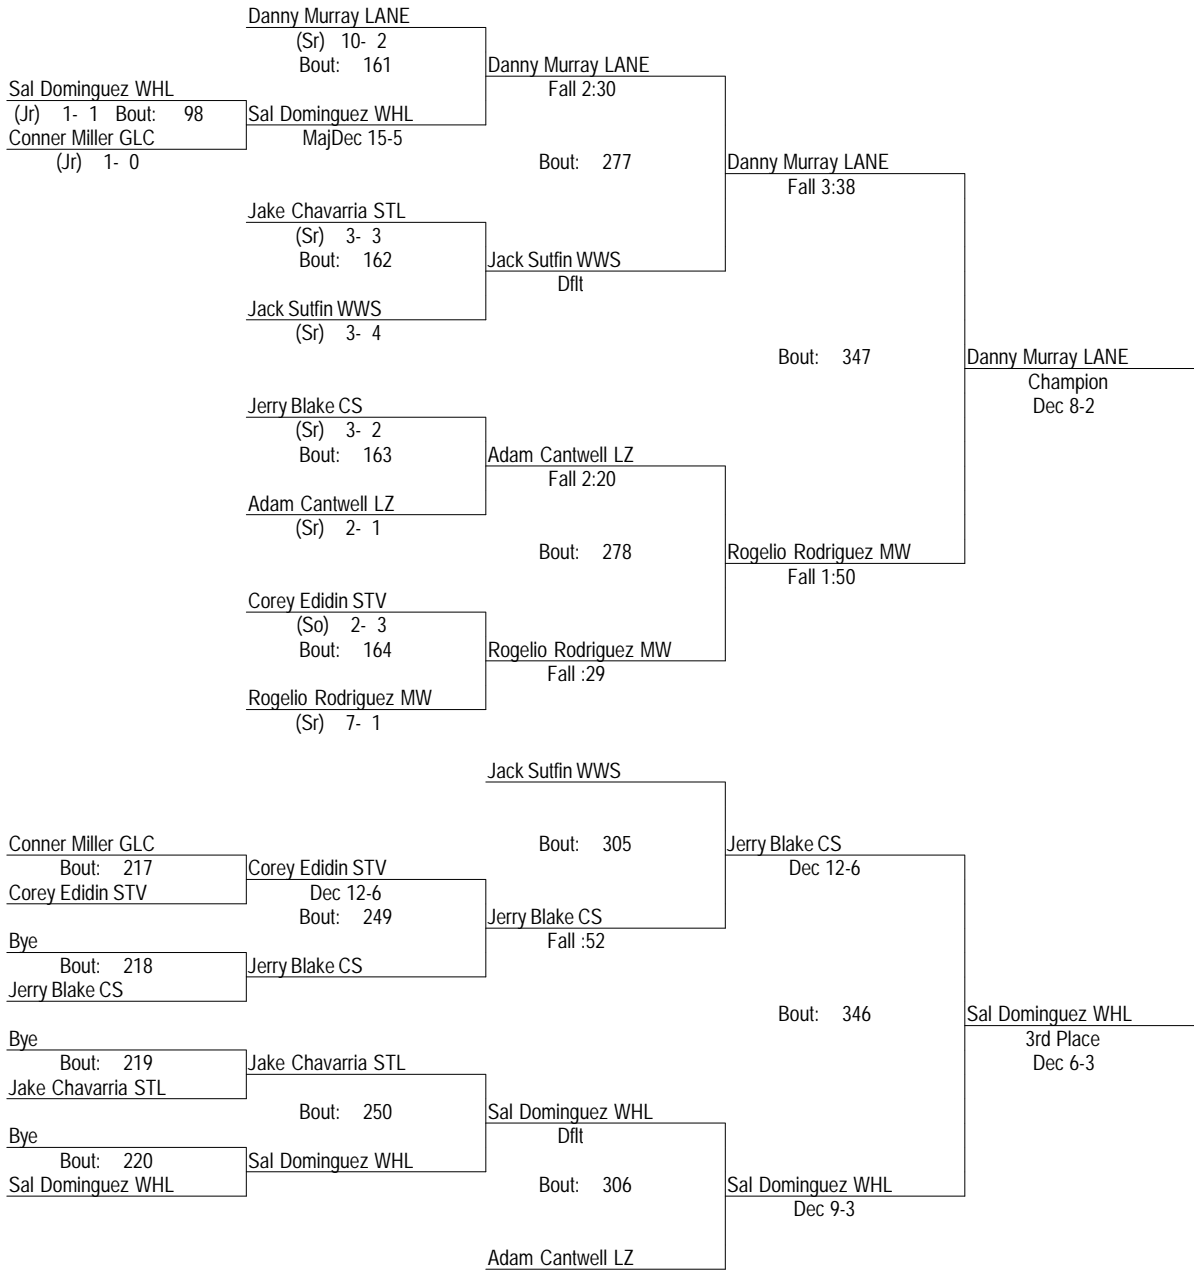 Danny Murray LANE
(Sr) 10- 2
Bout: 161
Danny Murray LANE
Fall 2:30
Sal Dominguez WHL
(Jr) 1- 1 Bout: 98
Sal Dominguez WHL
MajDec 15-5
Conner Miller GLC
(Jr) 1- 0
Bout: 277
Danny Murray LANE
Fall 3:38
Jake Chavarria STL
(Sr) 3- 3
Bout: 162
Jack Sutfin WWS
Dflt
Jack Sutfin WWS
(Sr) 3- 4
Bout: 347
Danny Murray LANE
Champion
Dec 8-2
Jerry Blake CS
(Sr) 3- 2
Bout: 163
Adam Cantwell LZ
Fall 2:20
Adam Cantwell LZ
(Sr) 2- 1
Bout: 278
Rogelio Rodriguez MW
Fall 1:50
Corey Edidin STV
(So) 2- 3
Bout: 164
Rogelio Rodriguez MW
Fall :29
Rogelio Rodriguez MW
(Sr) 7- 1
Jack Sutfin WWS
Conner Miller GLC
Bout: 217
Corey Edidin STV
Corey Edidin STV
Dec 12-6
Bout: 249
Bout: 305
Jerry Blake CS
Dec 12-6
Jerry Blake CS
Fall :52
Bye
Bout: 218
Jerry Blake CS
Jerry Blake CS
Bout: 346
Sal Dominguez WHL
3rd Place
Dec 6-3
Bye
Bout: 219
Jake Chavarria STL
Jake Chavarria STL
Bout: 250
Sal Dominguez WHL
Dflt
Bye
Bout: 220
Sal Dominguez WHL
Sal Dominguez WHL
Bout: 306
Sal Dominguez WHL
Dec 9-3
Adam Cantwell LZ